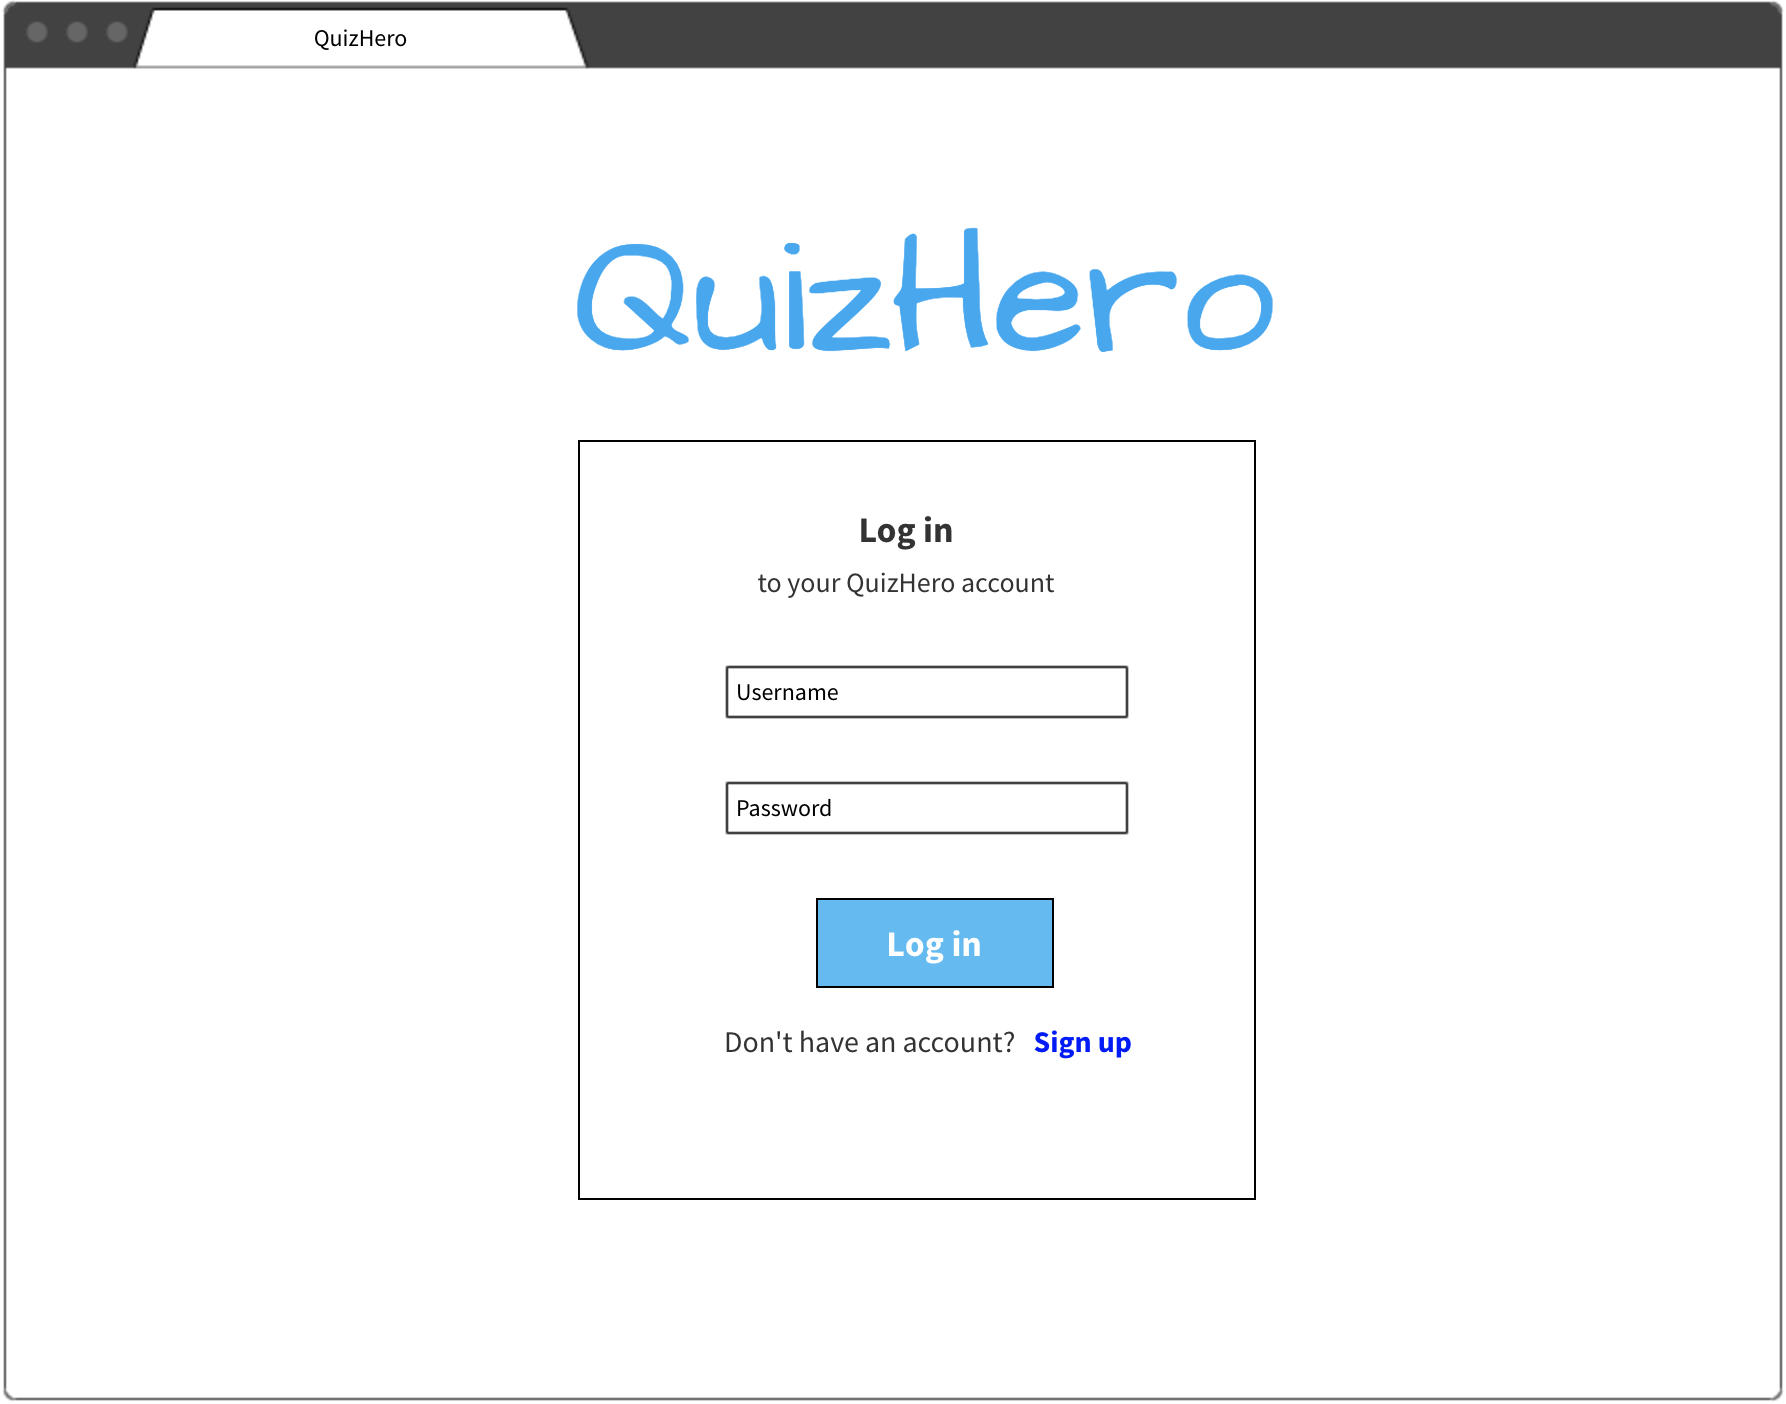 QuizHero
QuizHero
Log in
to your QuizHero account
Username
Password
Log in
Don't have an account? Sign up